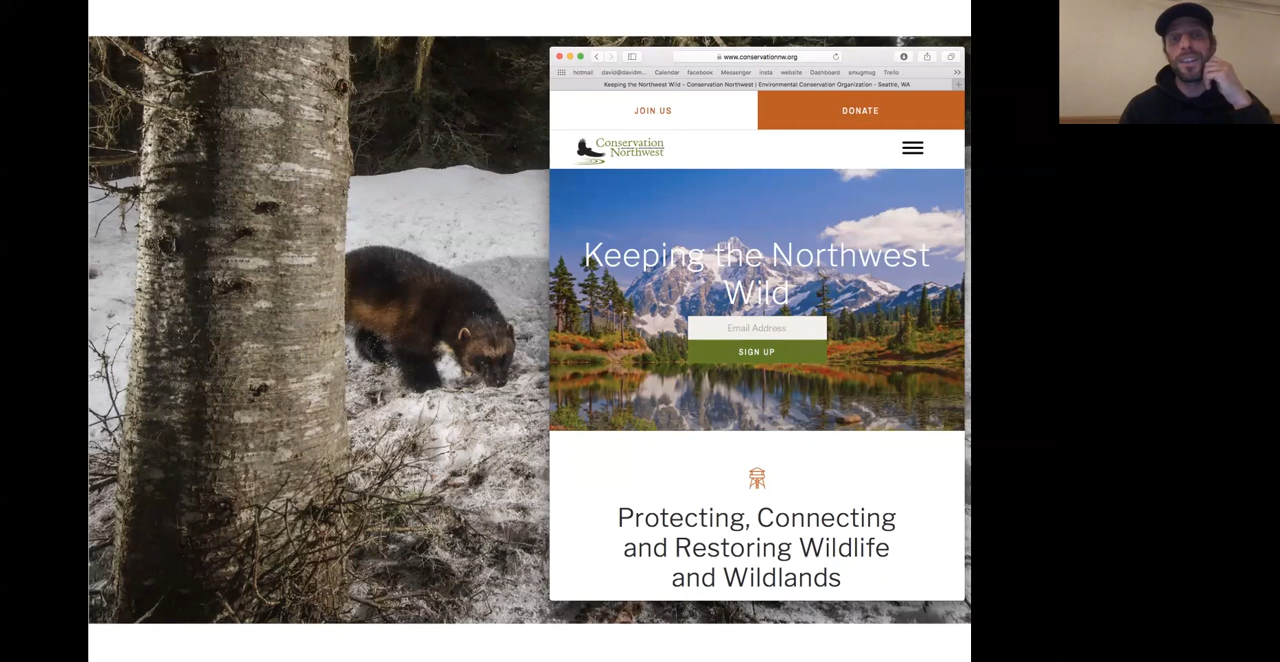 www.conservationnw.org
hotmail david@davidm... Calendar facebook Messenger insta website Dashboard smugmug Trello
Keeping the Northwest Wild - Conservation Northwest | Environmental Conservation Organization - Seattle, WA
JOIN US
DONATE
Conservation
Northwest
Keeping the Northwest
Wild
Email Address
SIGN UP
Protecting, Connecting
and Restoring Wildlife
and Wildlands